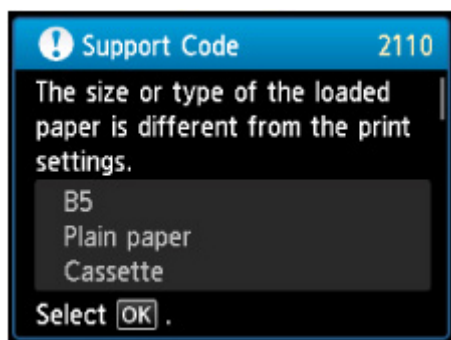 Support Code 2110
The size or type of the loaded
paper is different from the print
settings.
B5
Plain paper
Cassette
Select OK .